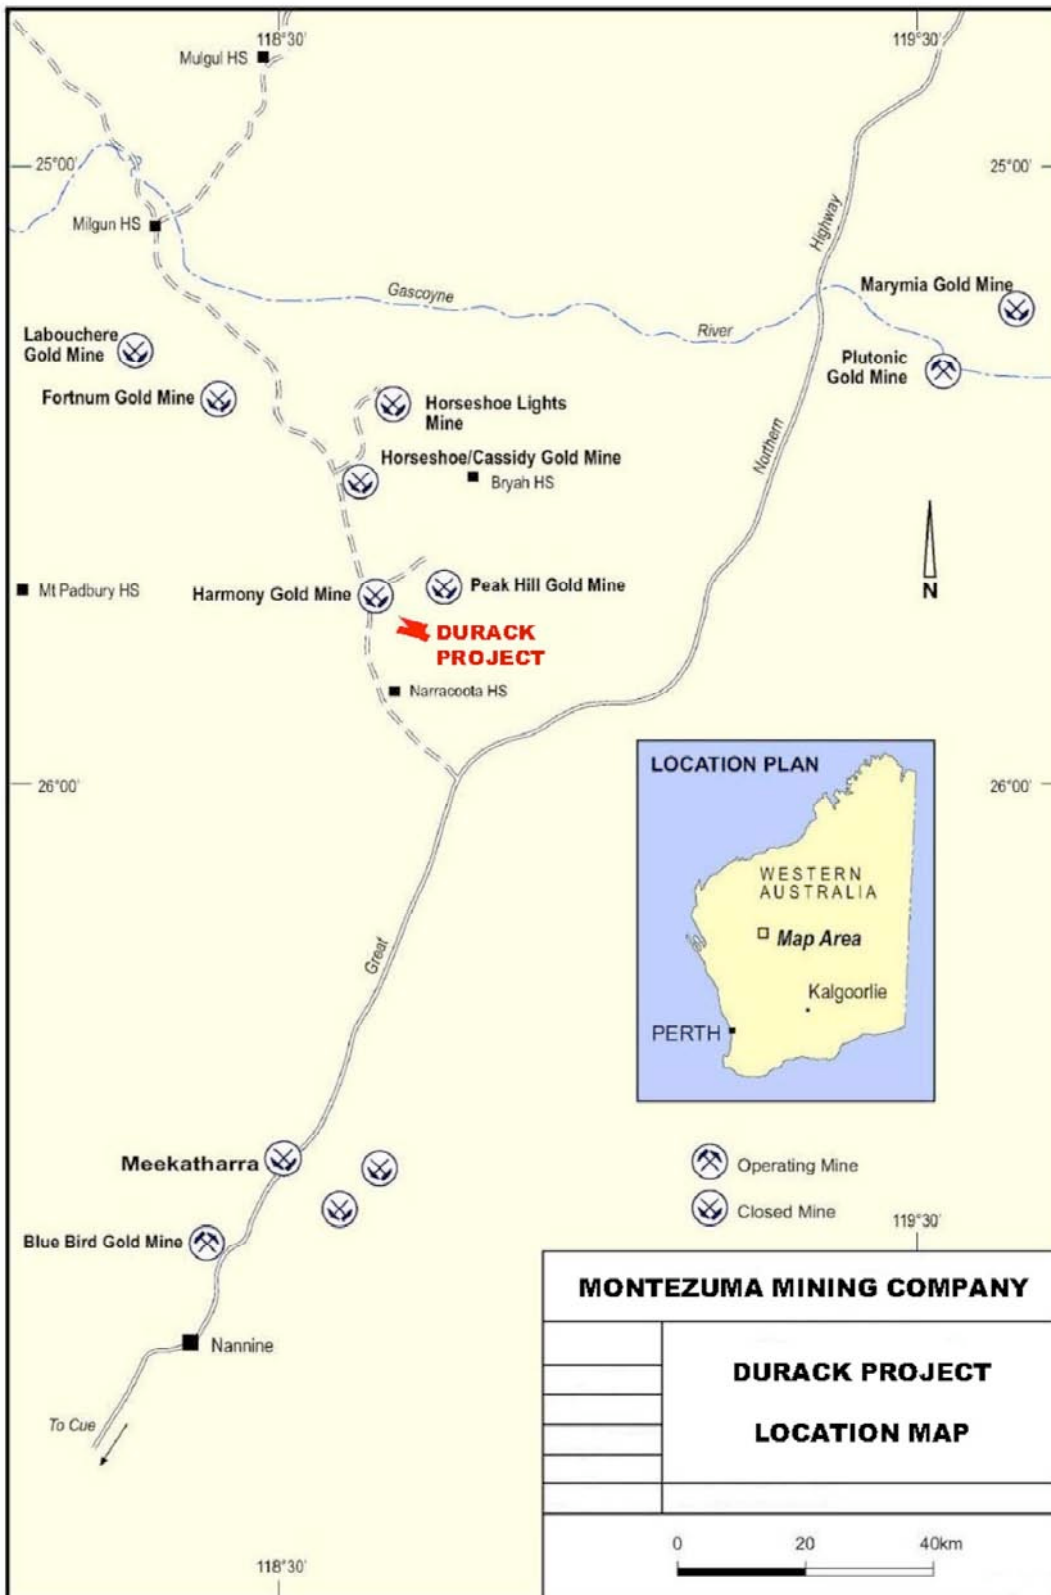 118°30'
119°30'
Mulgul HS
25°00'
25°00'
Milgun HS
Highway
Gascoyne
River
Marymia Gold Mine
Labouchere
Gold Mine
Plutonic
Gold Mine
Fortnum Gold Mine
Horseshoe Lights
Mine
Northern
Horseshoe/Cassidy Gold Mine
Bryah HS
Mt Padbury HS
Harmony Gold Mine
Peak Hill Gold Mine
N
DURACK
PROJECT
Narracoota HS
26°00'
26°00'
LOCATION PLAN
WESTERN
AUSTRALIA
Map Area
Kalgoorlie
PERTH
Great
Meekatharra
Operating Mine
Closed Mine
119°30'
Blue Bird Gold Mine
Nannine
To Cue
118°30'
MONTEZUMA MINING COMPANY
DURACK PROJECT
LOCATION MAP
0 20 40km